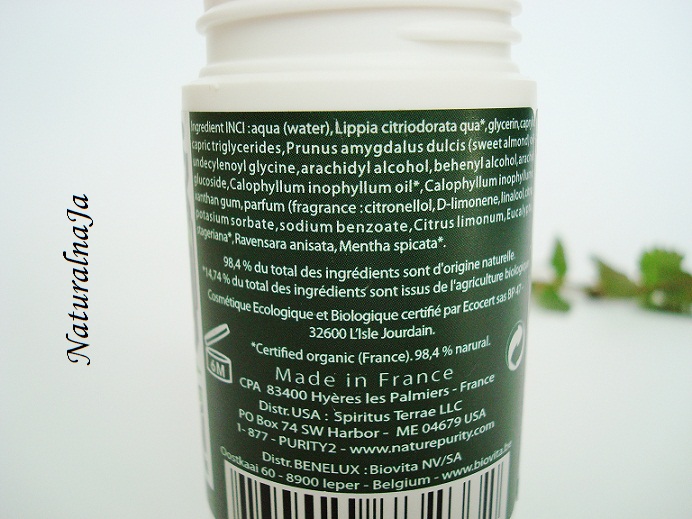 NaturalnaJa
Ingredient INCI : aqua (water), Lippia citriodorata qua*, glycerin,
capric triglycerides, Prunus amygdalus dulcis (sweet almond)
undecylenoyl glycine, arachidyl alcohol, behenyl alcohol,
glucoside, Calophyllum inophyllum oil*, Calophyllum inophyllum
xanthan gum, parfum (fragrance : citronellol, D-limonene, linalool,
potasium sorbate, sodium benzoate, Citrus limonum,
stageriana*, Ravensara anisata, Mentha spicata*.
98,4 % du total des ingrédients sont d'origine naturelle.
*14,74 % du total des ingrédients sont issus de l'agriculture biologique
Cosmétique Ecologique et Biologique certifié par Ecocert sas BP 47 -
32600 L'Isle Jourdain.
*Certified organic (France). 98,4 % natural.
6M
Made in France
CPA 83400 Hyères les Palmiers - France
Distr. USA : Spiritus Terrae LLC
PO Box 74 SW Harbor - ME 04679 USA
1- 877 - PURITY2 - www.naturepurity.com
Distr. BENELUX : Biovita NV/SA
Oostkaai 60 - 8900 Ieper - Belgium - www.biovita.be